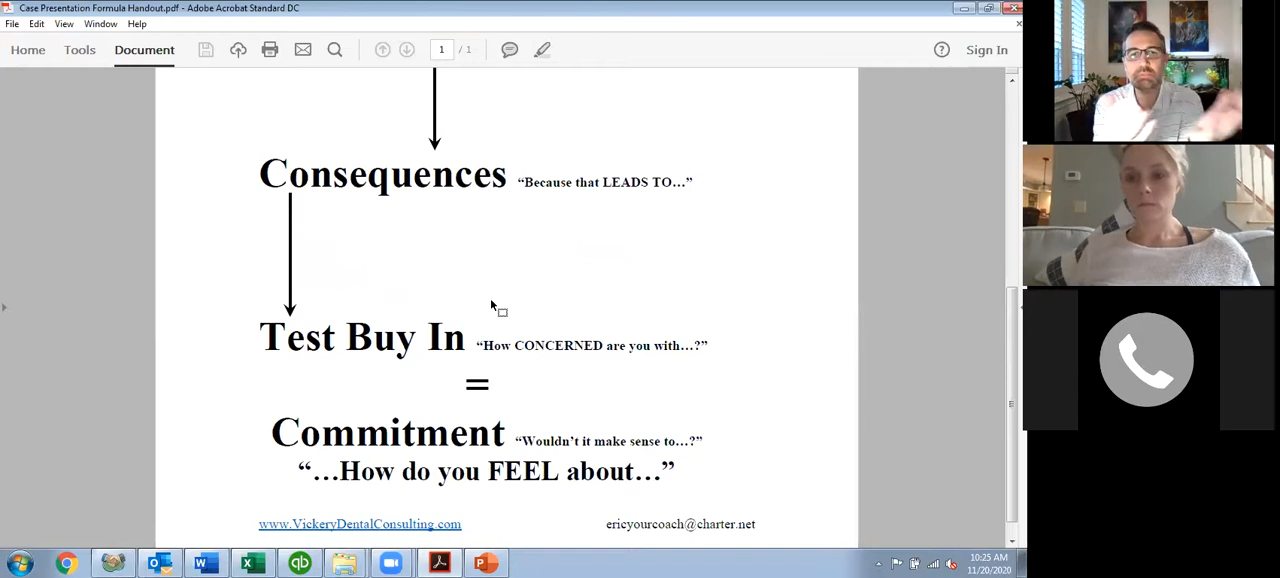 Case Presentation Formula Handout.pdf - Adobe Acrobat Standard DC
File Edit View Window Help
Home Tools Document 1 / 1 Sign In
Consequences “Because that LEADS TO…”
Test Buy In “How CONCERNED are you with…?”
=
Commitment “Wouldn’t it make sense to…?”
“…How do you FEEL about…”
www.VickeryDentalConsulting.com ericyourcoach@charter.net
10:25 AM
11/20/2020